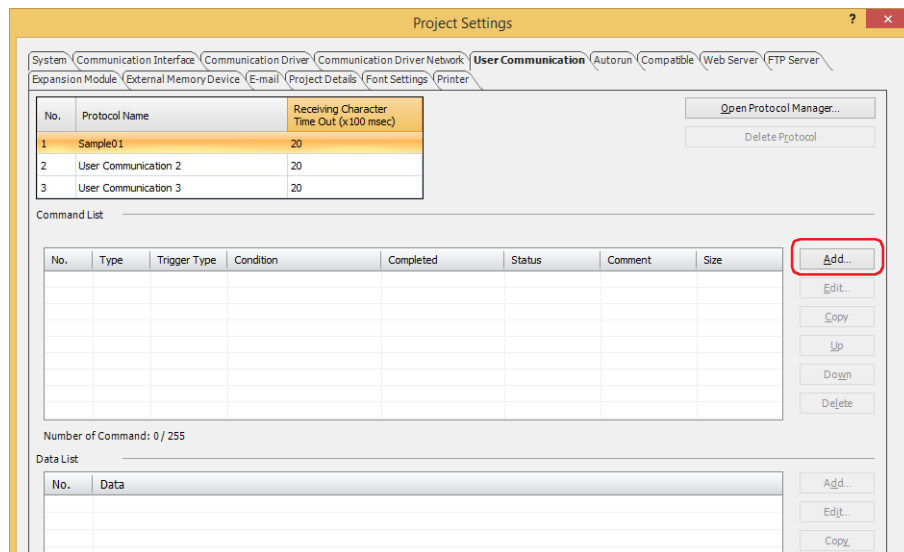 Project Settings
? ×
System Communication Interface Communication Driver Communication Driver Network User Communication Autorun Compatible Web Server FTP Server
Expansion Module External Memory Device E-mail Project Details Font Settings Printer
No. Protocol Name Receiving Character
Time Out (x100 msec)
Open Protocol Manager...
1 Sample01 20
Delete Protocol
2 User Communication 2 20
3 User Communication 3 20
Command List
No. Type Trigger Type Condition Completed Status Comment Size
Add...
Edit...
Copy
Up
Down
Delete
Number of Command: 0 / 255
Data List
No. Data
Add...
Edit...
Copy